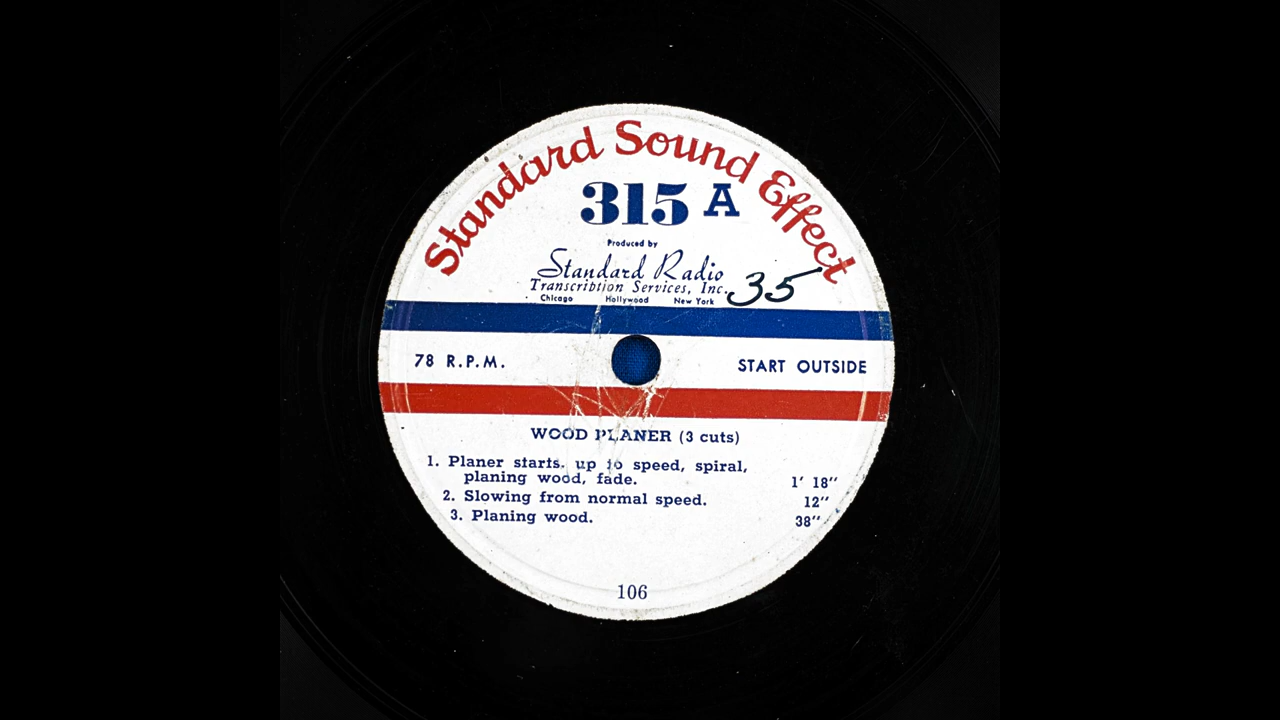 Standard Sound Effect
315 A
Produced by
Standard Radio
Transcribtion Services, Inc.
35
Chicago Hollywood New York
78 R.P.M. START OUTSIDE
WOOD PLANER (3 cuts)
1. Planer starts. up to speed, spiral,
planing wood, fade. 1' 18"
2. Slowing from normal speed. 12"
3. Planing wood. 38"
106